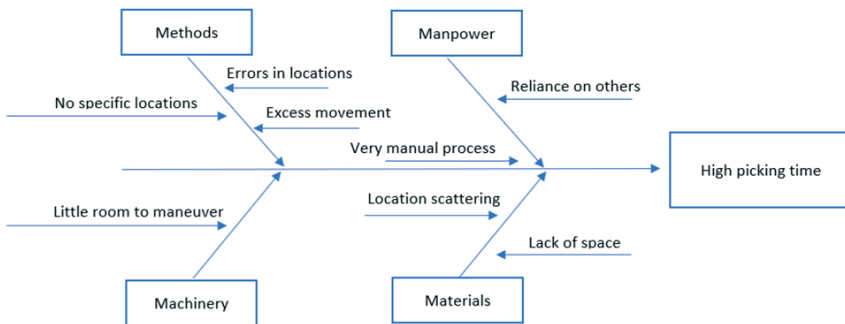 Methods
Manpower
Errors in locations
Reliance on others
No specific locations
Excess movement
Very manual process
High picking time
Location scattering
Little room to maneuver
Lack of space
Machinery
Materials